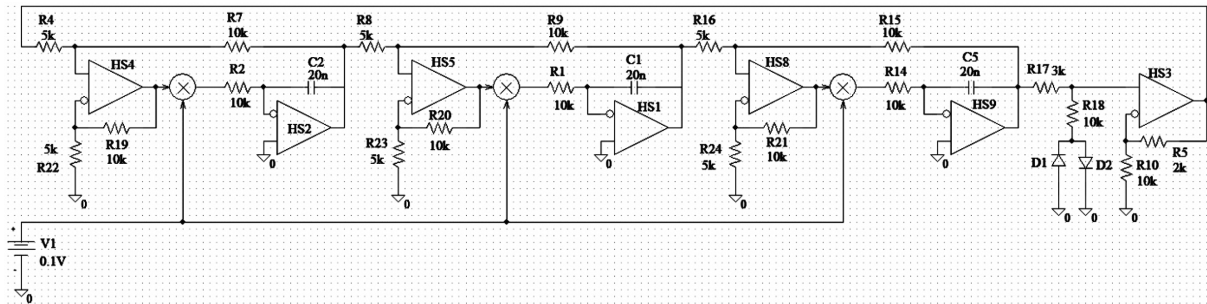 R4
5k
R7
10k
R8
5k
R9
10k
R16
5k
R15
10k
HS4
R2
10k
C2
20n
HS2
0
HS5
R1
10k
C1
20n
HS1
0
HS8
R14
10k
C5
20n
HS9
0
R17 3k
HS3
R18
10k
5k
R22
R19
10k
0
R23
5k
R20
10k
0
R24
5k
R21
10k
0
D1
D2
0
0
R10
10k
R5
2k
0
+
V1
0.1V
-
0